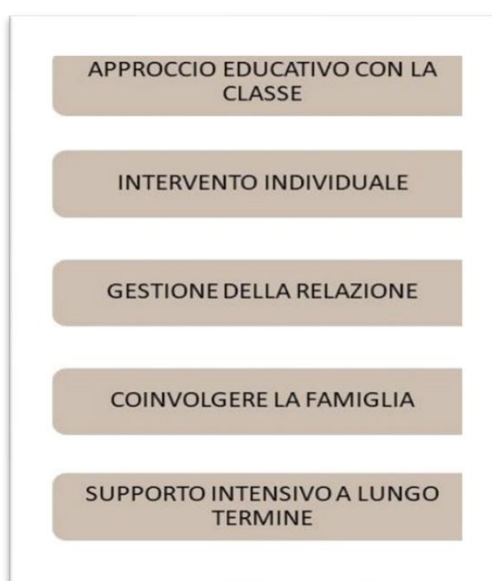 APPROCCIO EDUCATIVO CON LA
CLASSE
INTERVENTO INDIVIDUALE
GESTIONE DELLA RELAZIONE
COINVOLGERE LA FAMIGLIA
SUPPORTO INTENSIVO A LUNGO
TERMINE